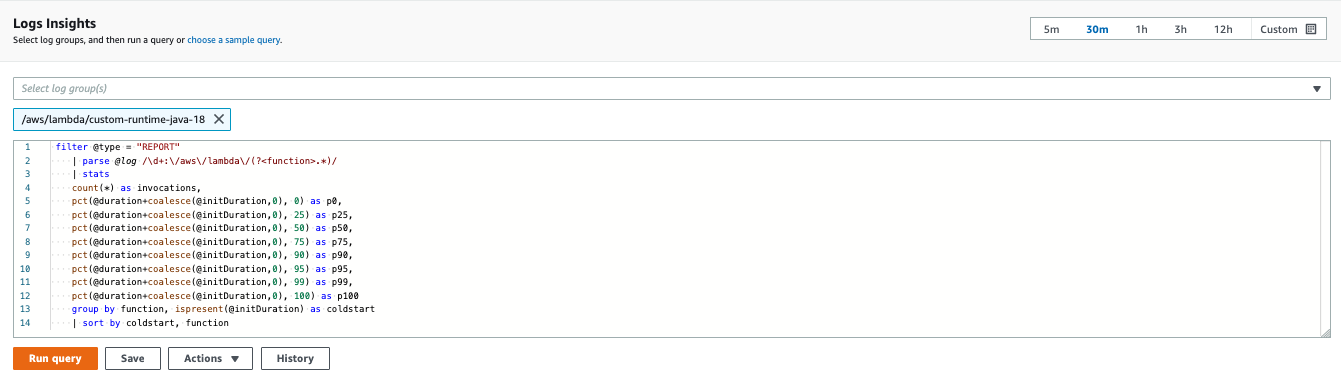 Logs Insights
Select log groups, and then run a query or choose a sample query.
5m 30m 1h 3h 12h Custom
Select log group(s)
/aws/lambda/custom-runtime-java-18
1 filter @type = "REPORT"
2 | parse @log /\d+:\/aws\/lambda\/(?<function>.*)/
3 | stats
4 count(*) as invocations,
5 pct(@duration+coalesce(@initDuration,0), 0) as p0,
6 pct(@duration+coalesce(@initDuration,0), 25) as p25,
7 pct(@duration+coalesce(@initDuration,0), 50) as p50,
8 pct(@duration+coalesce(@initDuration,0), 75) as p75,
9 pct(@duration+coalesce(@initDuration,0), 90) as p90,
10 pct(@duration+coalesce(@initDuration,0), 95) as p95,
11 pct(@duration+coalesce(@initDuration,0), 99) as p99,
12 pct(@duration+coalesce(@initDuration,0), 100) as p100
13 group by function, ispresent(@initDuration) as coldstart
14 | sort by coldstart, function
Run query Save Actions History